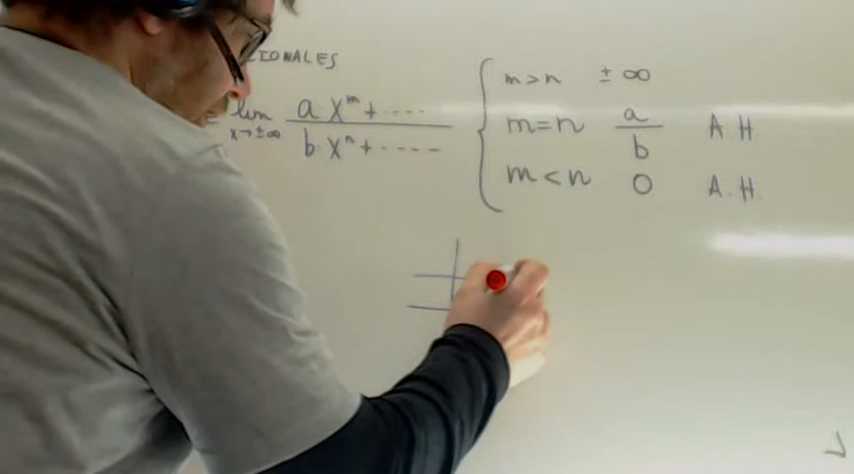 CIONALES
= lim x→±∞ (a·x^m + ....)/(b·x^n + ----)
m>n ±∞
m=n a/b A H
m<n 0 A.H.